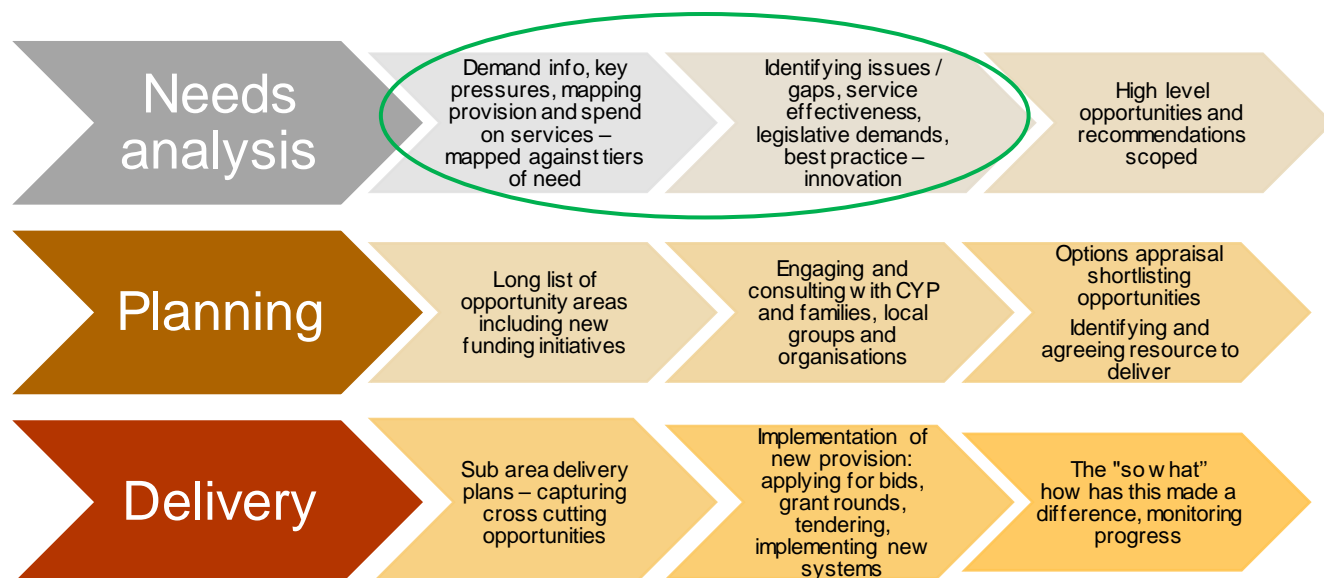 Needs
analysis
Demand info, key
pressures, mapping
provision and spend
on services –
mapped against tiers
of need
Identifying issues /
gaps, service
effectiveness,
legislative demands,
best practice –
innovation
High level
opportunities and
recommendations
scoped
Planning
Long list of
opportunity areas
including new
funding initiatives
Engaging and
consulting with CYP
and families, local
groups and
organisations
Options appraisal
shortlisting
opportunities
Identifying and
agreeing resource to
deliver
Delivery
Sub area delivery
plans – capturing
cross cutting
opportunities
Implementation of
new provision:
applying for bids,
grant rounds,
tendering,
implementing new
systems
The "so what”
how has this made a
difference, monitoring
progress